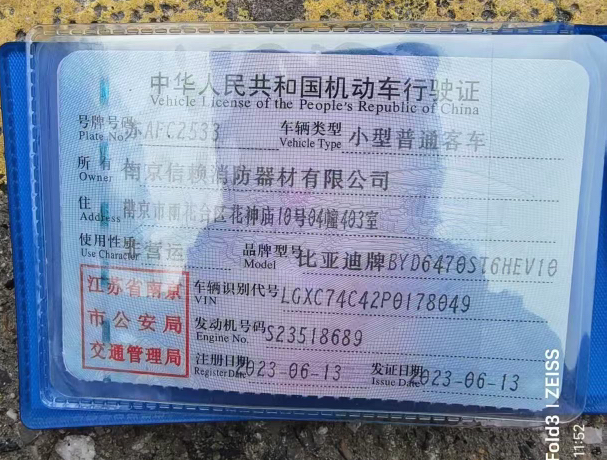 中华人民共和国机动车行驶证
Vehicle License of the People's Republic of China
号牌号码 苏AFC2533 车辆类型 小型普通客车
Plate No. Vehicle Type
所有人 南京信赖消防器材有限公司
Owner
住 南京市雨花台区花神庙10号04幢403室
Address
使用性质 非营运 品牌型号 比亚迪牌BYD6470ST6HEV10
Use Character Model
江苏省南京市公安局交通管理局
车辆识别代号 LGXC74C42P0178049
VIN
发动机号码 S23518689
Engine No.
注册日期 2023-06-13 发证日期 2023-06-13
Register Date Issue Date
Fold3 | ZEISS
11:52